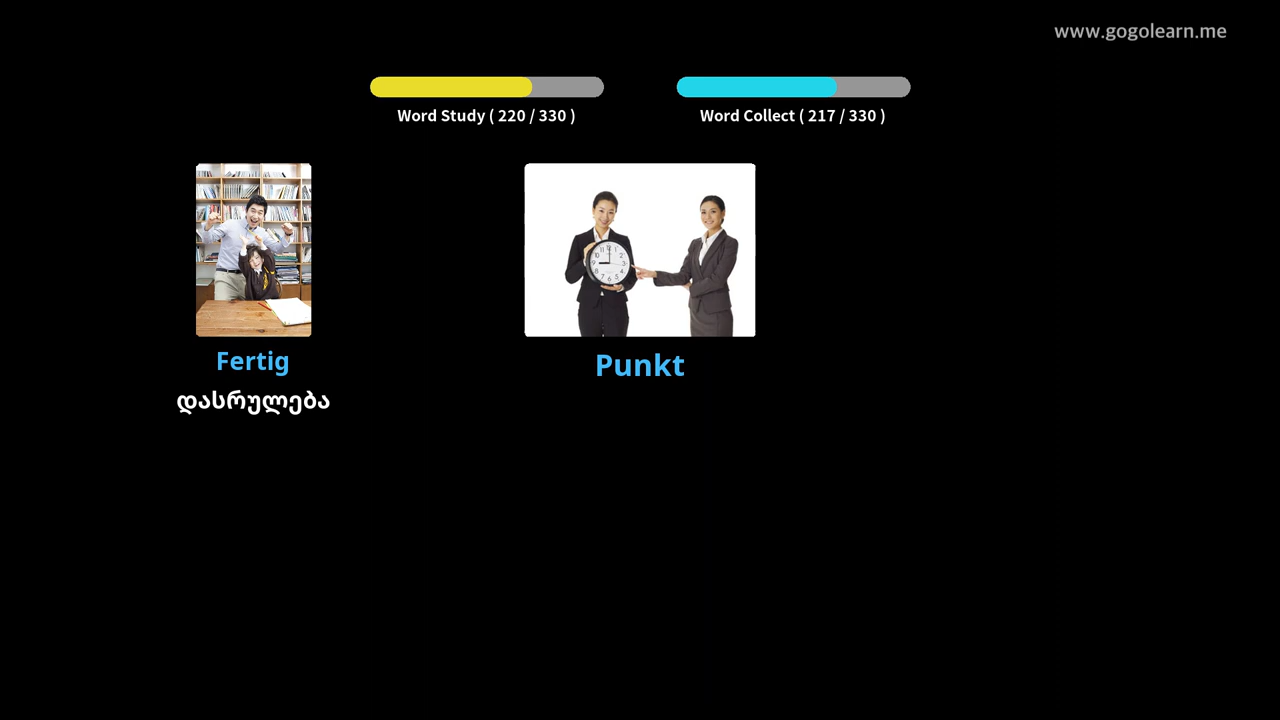 www.gogolearn.me
Word Study ( 220 / 330 )
Word Collect ( 217 / 330 )
Fertig
დასრულება
Punkt